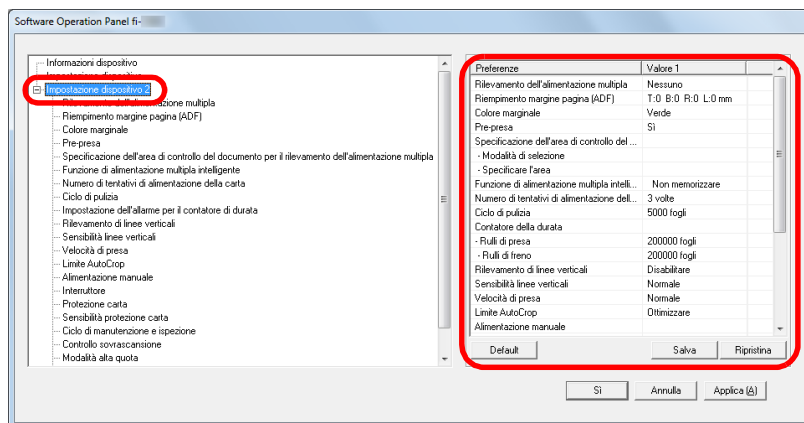 Software Operation Panel fi-
Informazioni dispositivo
Impostazione dispositivo
Impostazione dispositivo 2
Rilevamento dell'alimentazione multipla
Riempimento margine pagina (ADF)
Colore marginale
Pre-presa
Specificazione dell'area di controllo del documento per il rilevamento dell'alimentazione multipla
Funzione di alimentazione multipla intelligente
Numero di tentativi di alimentazione della carta
Ciclo di pulizia
Impostazione dell'allarme per il contatore di durata
Rilevamento di linee verticali
Sensibilità linee verticali
Velocità di presa
Limite AutoCrop
Alimentazione manuale
Interruttore
Protezione carta
Sensibilità protezione carta
Ciclo di manutenzione e ispezione
Controllo sovrascansione
Modalità alta quota
Preferenze Valore 1
Rilevamento dell'alimentazione multipla Nessuno
Riempimento margine pagina (ADF) T:0 B:0 R:0 L:0 mm
Colore marginale Verde
Pre-presa Sì
Specificazione dell'area di controllo del ...
- Modalità di selezione
- Specificare l'area
Funzione di alimentazione multipla intelli... Non memorizzare
Numero di tentativi di alimentazione dell... 3 volte
Ciclo di pulizia 5000 fogli
Contatore della durata
- Rulli di presa 200000 fogli
- Rulli di freno 200000 fogli
Rilevamento di linee verticali Disabilitare
Sensibilità linee verticali Normale
Velocità di presa Normale
Limite AutoCrop Ottimizzare
Alimentazione manuale
Default Salva Ripristina
Sì Annulla Applica (A)